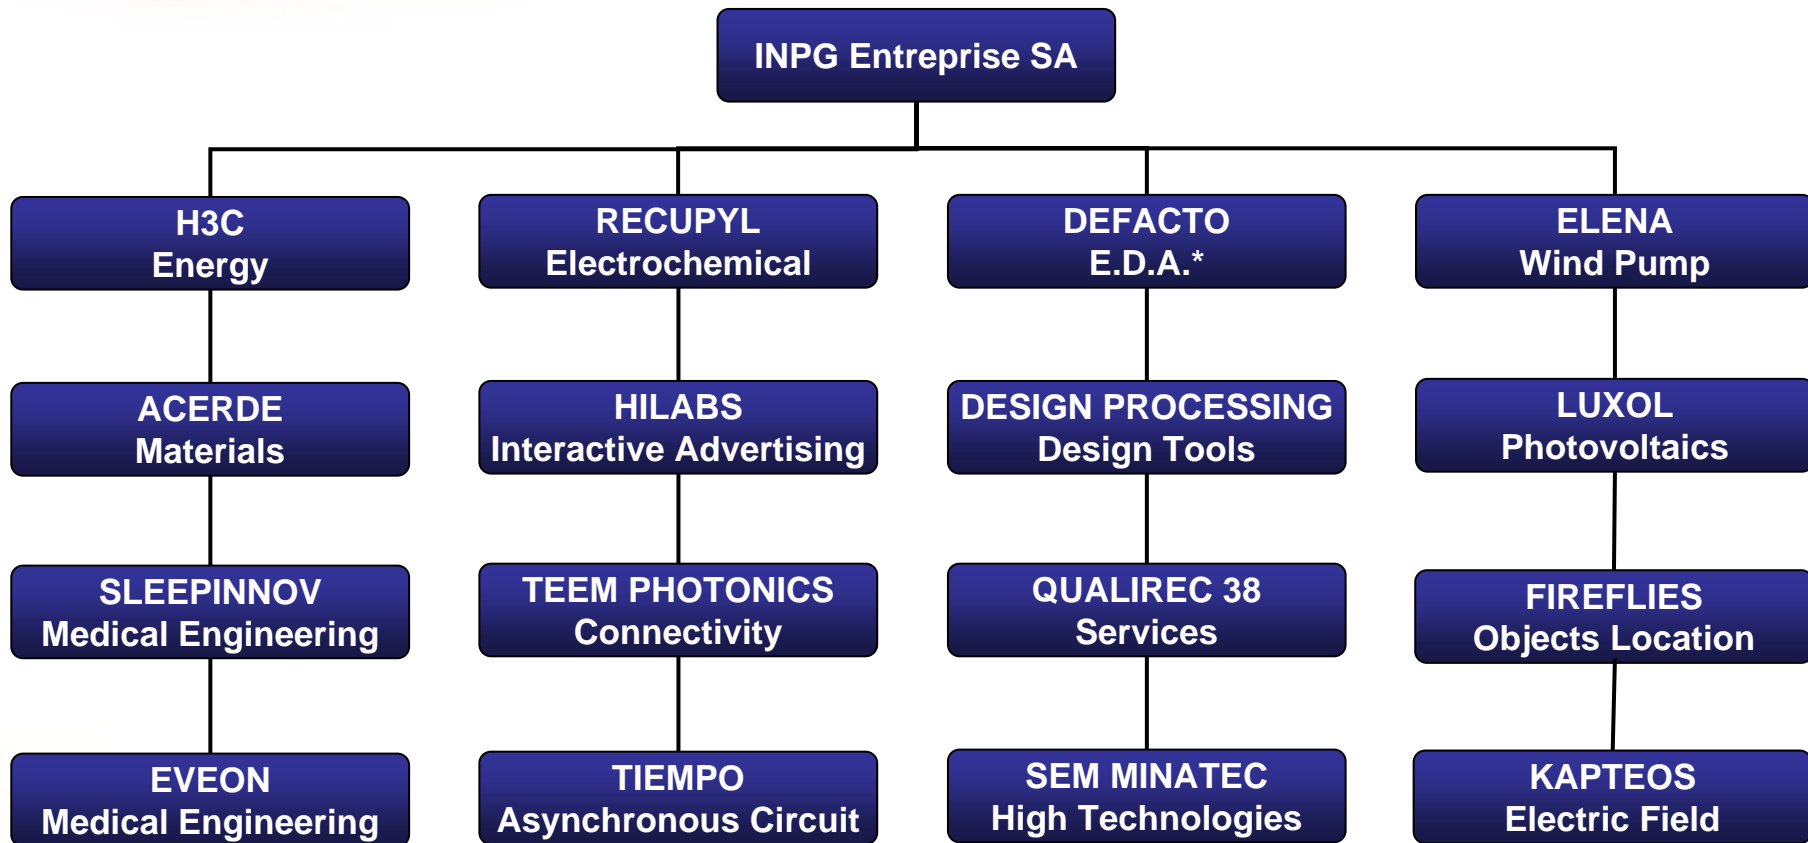 INPG Entreprise SA
H3C
Energy
RECUPYL
Electrochemical
DEFACTO
E.D.A.*
ELENA
Wind Pump
ACERDE
Materials
HILABS
Interactive Advertising
DESIGN PROCESSING
Design Tools
LUXOL
Photovoltaics
SLEEPINNOV
Medical Engineering
TEEM PHOTONICS
Connectivity
QUALIREC 38
Services
FIREFLIES
Objects Location
EVEON
Medical Engineering
TIEMPO
Asynchronous Circuit
SEM MINATEC
High Technologies
KAPTEOS
Electric Field